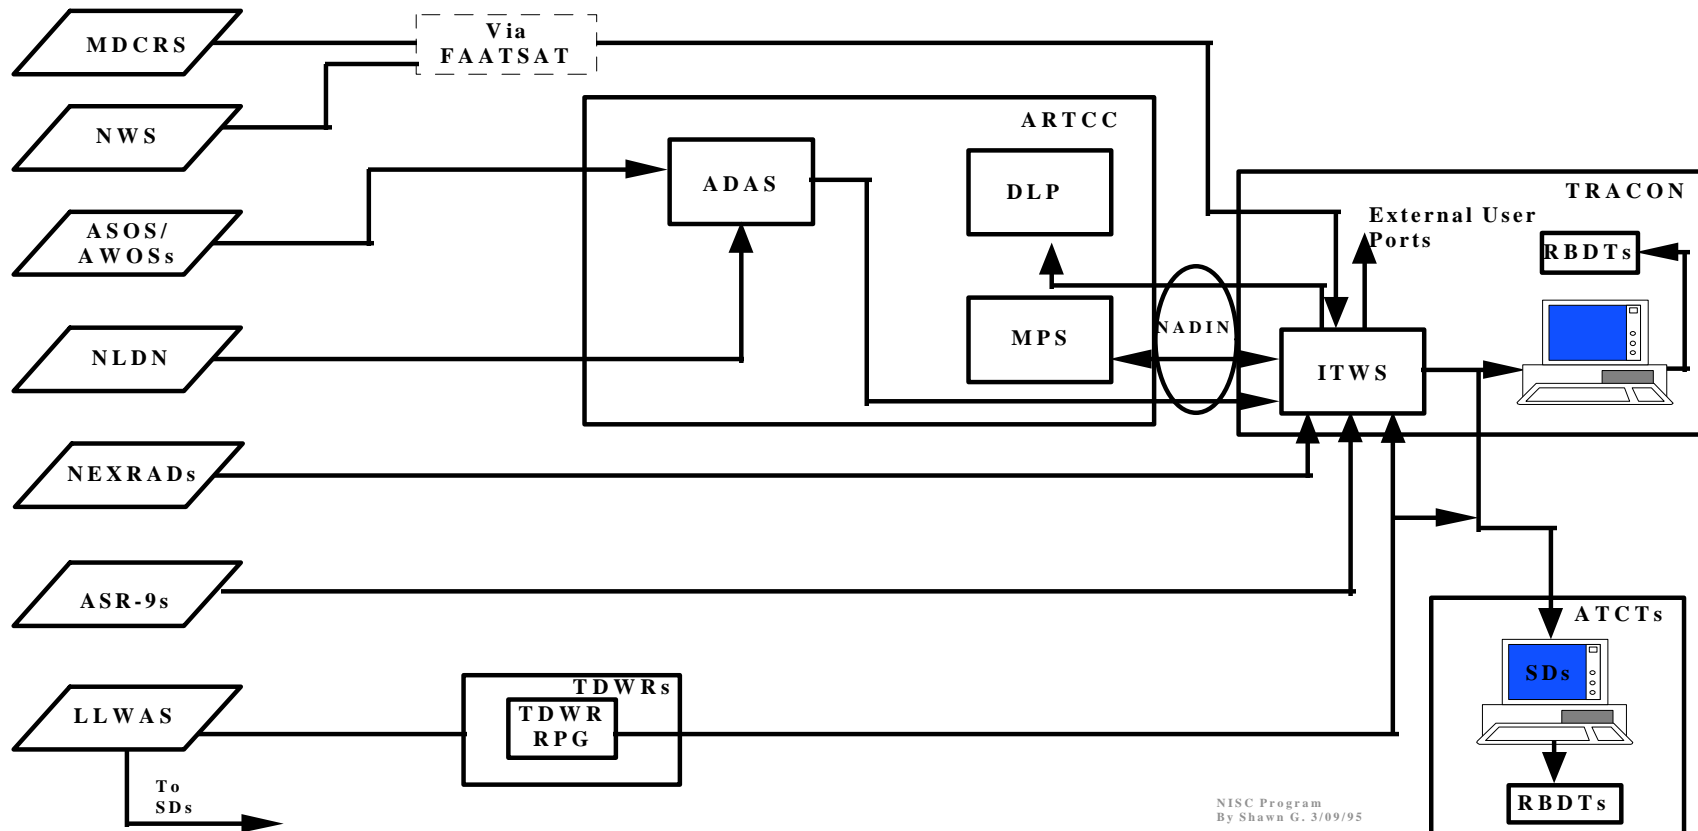 MDCRS
Via
FAATSAT
NWS
ARTCC
ADAS
DLP
TRACON
External User
Ports
RBDTs
ASOS/
AWOSs
NLDN
MPS
NADIN
ITWS
NEXRADs
ASR-9s
ATCTs
SDs
RBDTs
LLWAS
TDWRs
TDWR
RPG
To
SDs
NISC Program
By Shawn G. 3/09/95